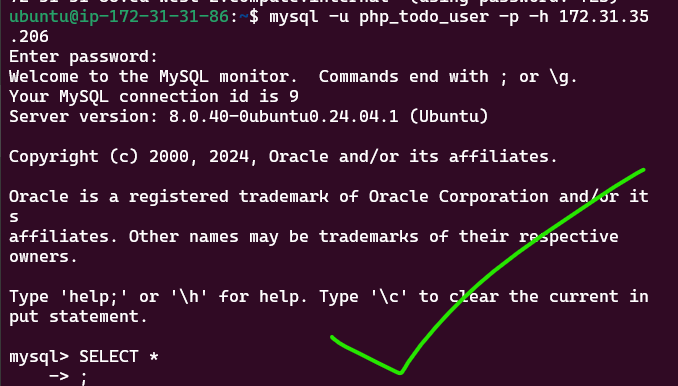 ubuntu@ip-172-31-31-86:~$ mysql -u php_todo_user -p -h 172.31.35
.206
Enter password:
Welcome to the MySQL monitor.  Commands end with ; or \g.
Your MySQL connection id is 9
Server version: 8.0.40-0ubuntu0.24.04.1 (Ubuntu)
Copyright (c) 2000, 2024, Oracle and/or its affiliates.
Oracle is a registered trademark of Oracle Corporation and/or it
s
affiliates. Other names may be trademarks of their respective
owners.
Type 'help;' or '\h' for help. Type '\c' to clear the current in
put statement.
mysql> SELECT *
    -> ;